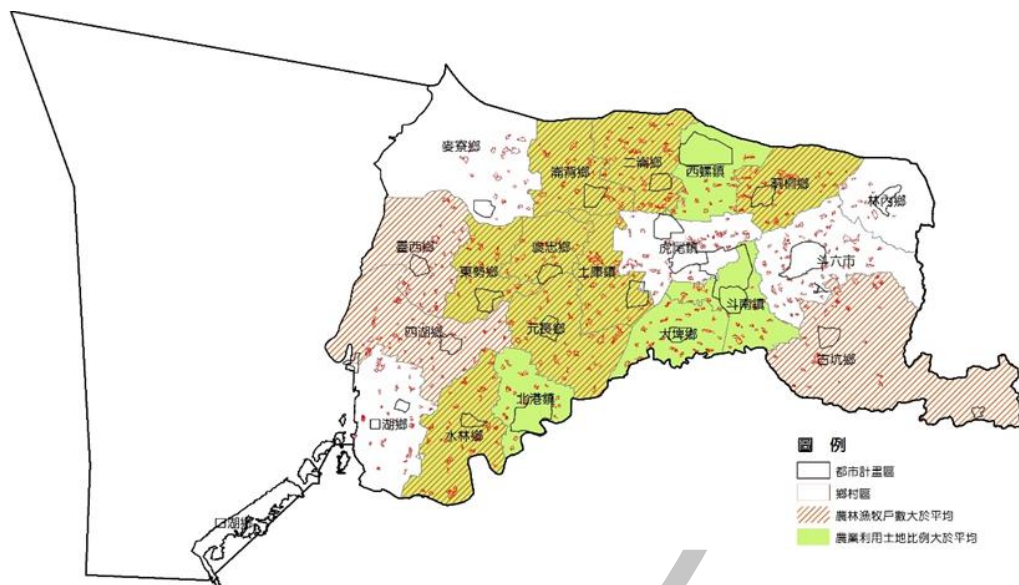 麥寮鄉
崙背鄉
二崙鄉
西螺鎮
莿桐鄉
林內鄉
臺西鄉
東勢鄉
褒忠鄉
土庫鎮
虎尾鎮
斗六市
四湖鄉
元長鄉
大埤鄉
斗南鎮
古坑鄉
口湖鄉
水林鄉
北港鎮
口湖鄉
圖 例
都市計畫區
鄉村區
農林漁牧戶數大於平均
農業利用土地比例大於平均